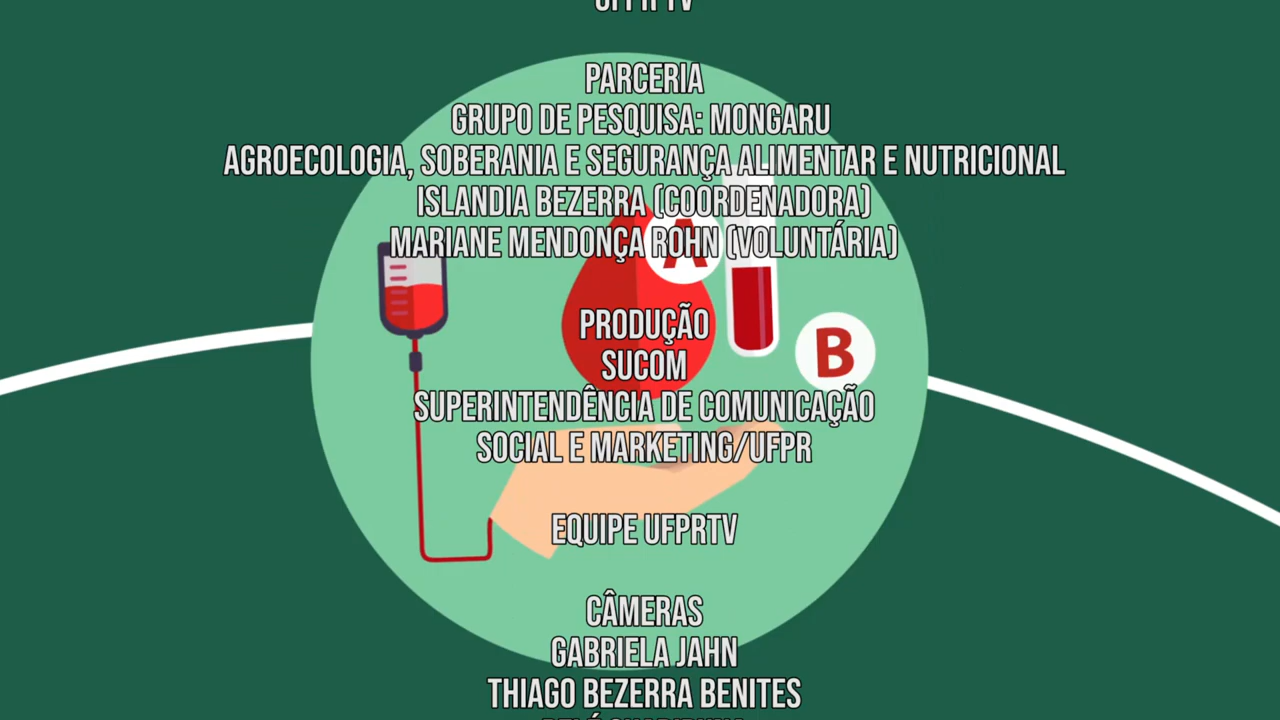 UFPRTV
PARCERIA
GRUPO DE PESQUISA: MONGARU
AGROECOLOGIA, SOBERANIA E SEGURANÇA ALIMENTAR E NUTRICIONAL
ISLANDIA BEZERRA (COORDENADORA)
MARIANE MENDONÇA ROHN (VOLUNTÁRIA)
A
PRODUÇÃO
B
SUCOM
SUPERINTENDÊNCIA DE COMUNICAÇÃO
SOCIAL E MARKETING/UFPR
EQUIPE UFPRTV
CÂMERAS
GABRIELA JAHN
THIAGO BEZERRA BENITES